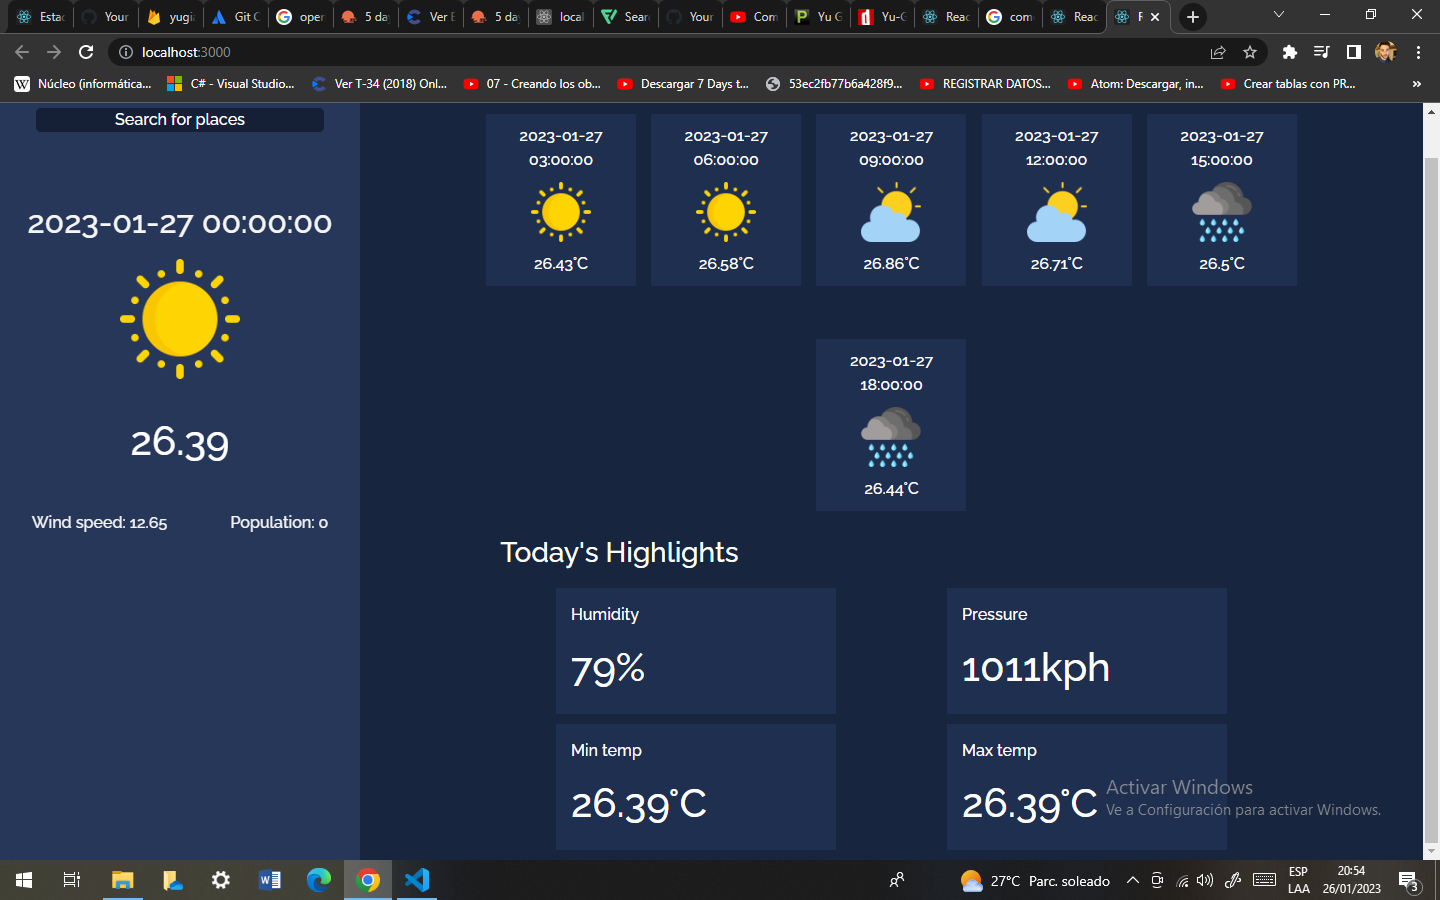 Estac
Your
yugi
Git C
oper
5 day
Ver E
5 day
local
Sear
Your
Com
Yu G
Yu-G
Reac
com
Reac
R
localhost:3000
Núcleo (informática...
C# - Visual Studio...
Ver T-34 (2018) Onl...
07 - Creando los ob...
Descargar 7 Days t...
53ec2fb77b6a428f9...
REGISTRAR DATOS...
Atom: Descargar, in...
Crear tablas con PR...
»
Search for places
2023-01-27 00:00:00
26.39
Wind speed: 12.65
Population: 0
2023-01-27
03:00:00
26.43°C
2023-01-27
06:00:00
26.58°C
2023-01-27
09:00:00
26.86°C
2023-01-27
12:00:00
26.71°C
2023-01-27
15:00:00
26.5°C
2023-01-27
18:00:00
26.44°C
Today's Highlights
Humidity
79%
Pressure
1011kph
Min temp
26.39°C
Max temp
26.39°C
Activar Windows
Ve a Configuración para activar Windows.
27°C Parc. soleado
ESP
LAA
20:54
26/01/2023
3